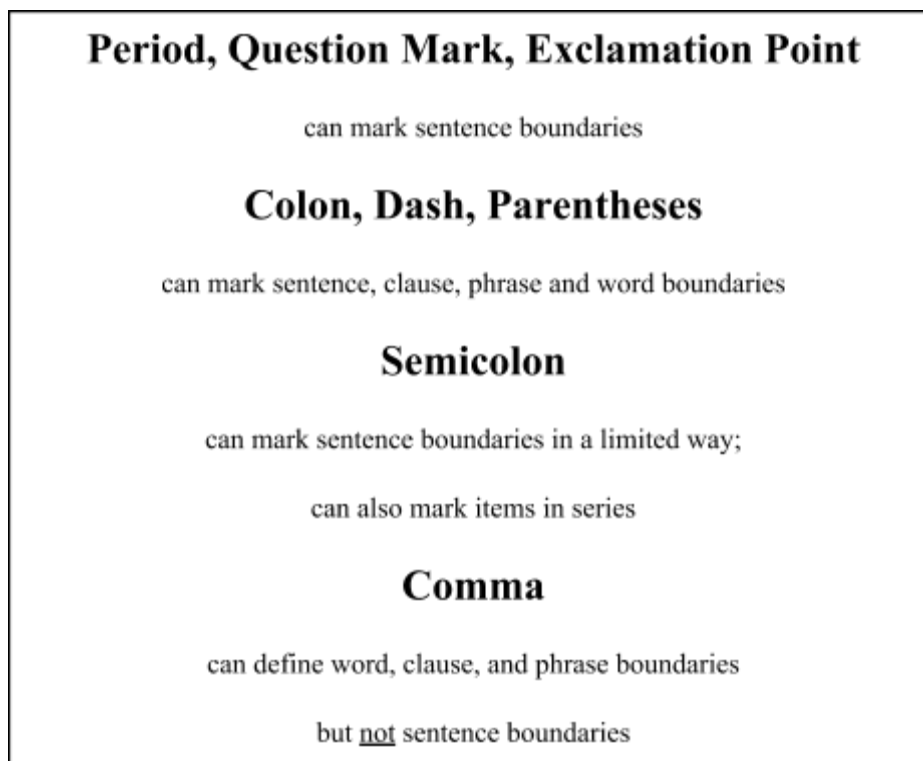 Period, Question Mark, Exclamation Point
can mark sentence boundaries
Colon, Dash, Parentheses
can mark sentence, clause, phrase and word boundaries
Semicolon
can mark sentence boundaries in a limited way;
can also mark items in series
Comma
can define word, clause, and phrase boundaries
but not sentence boundaries